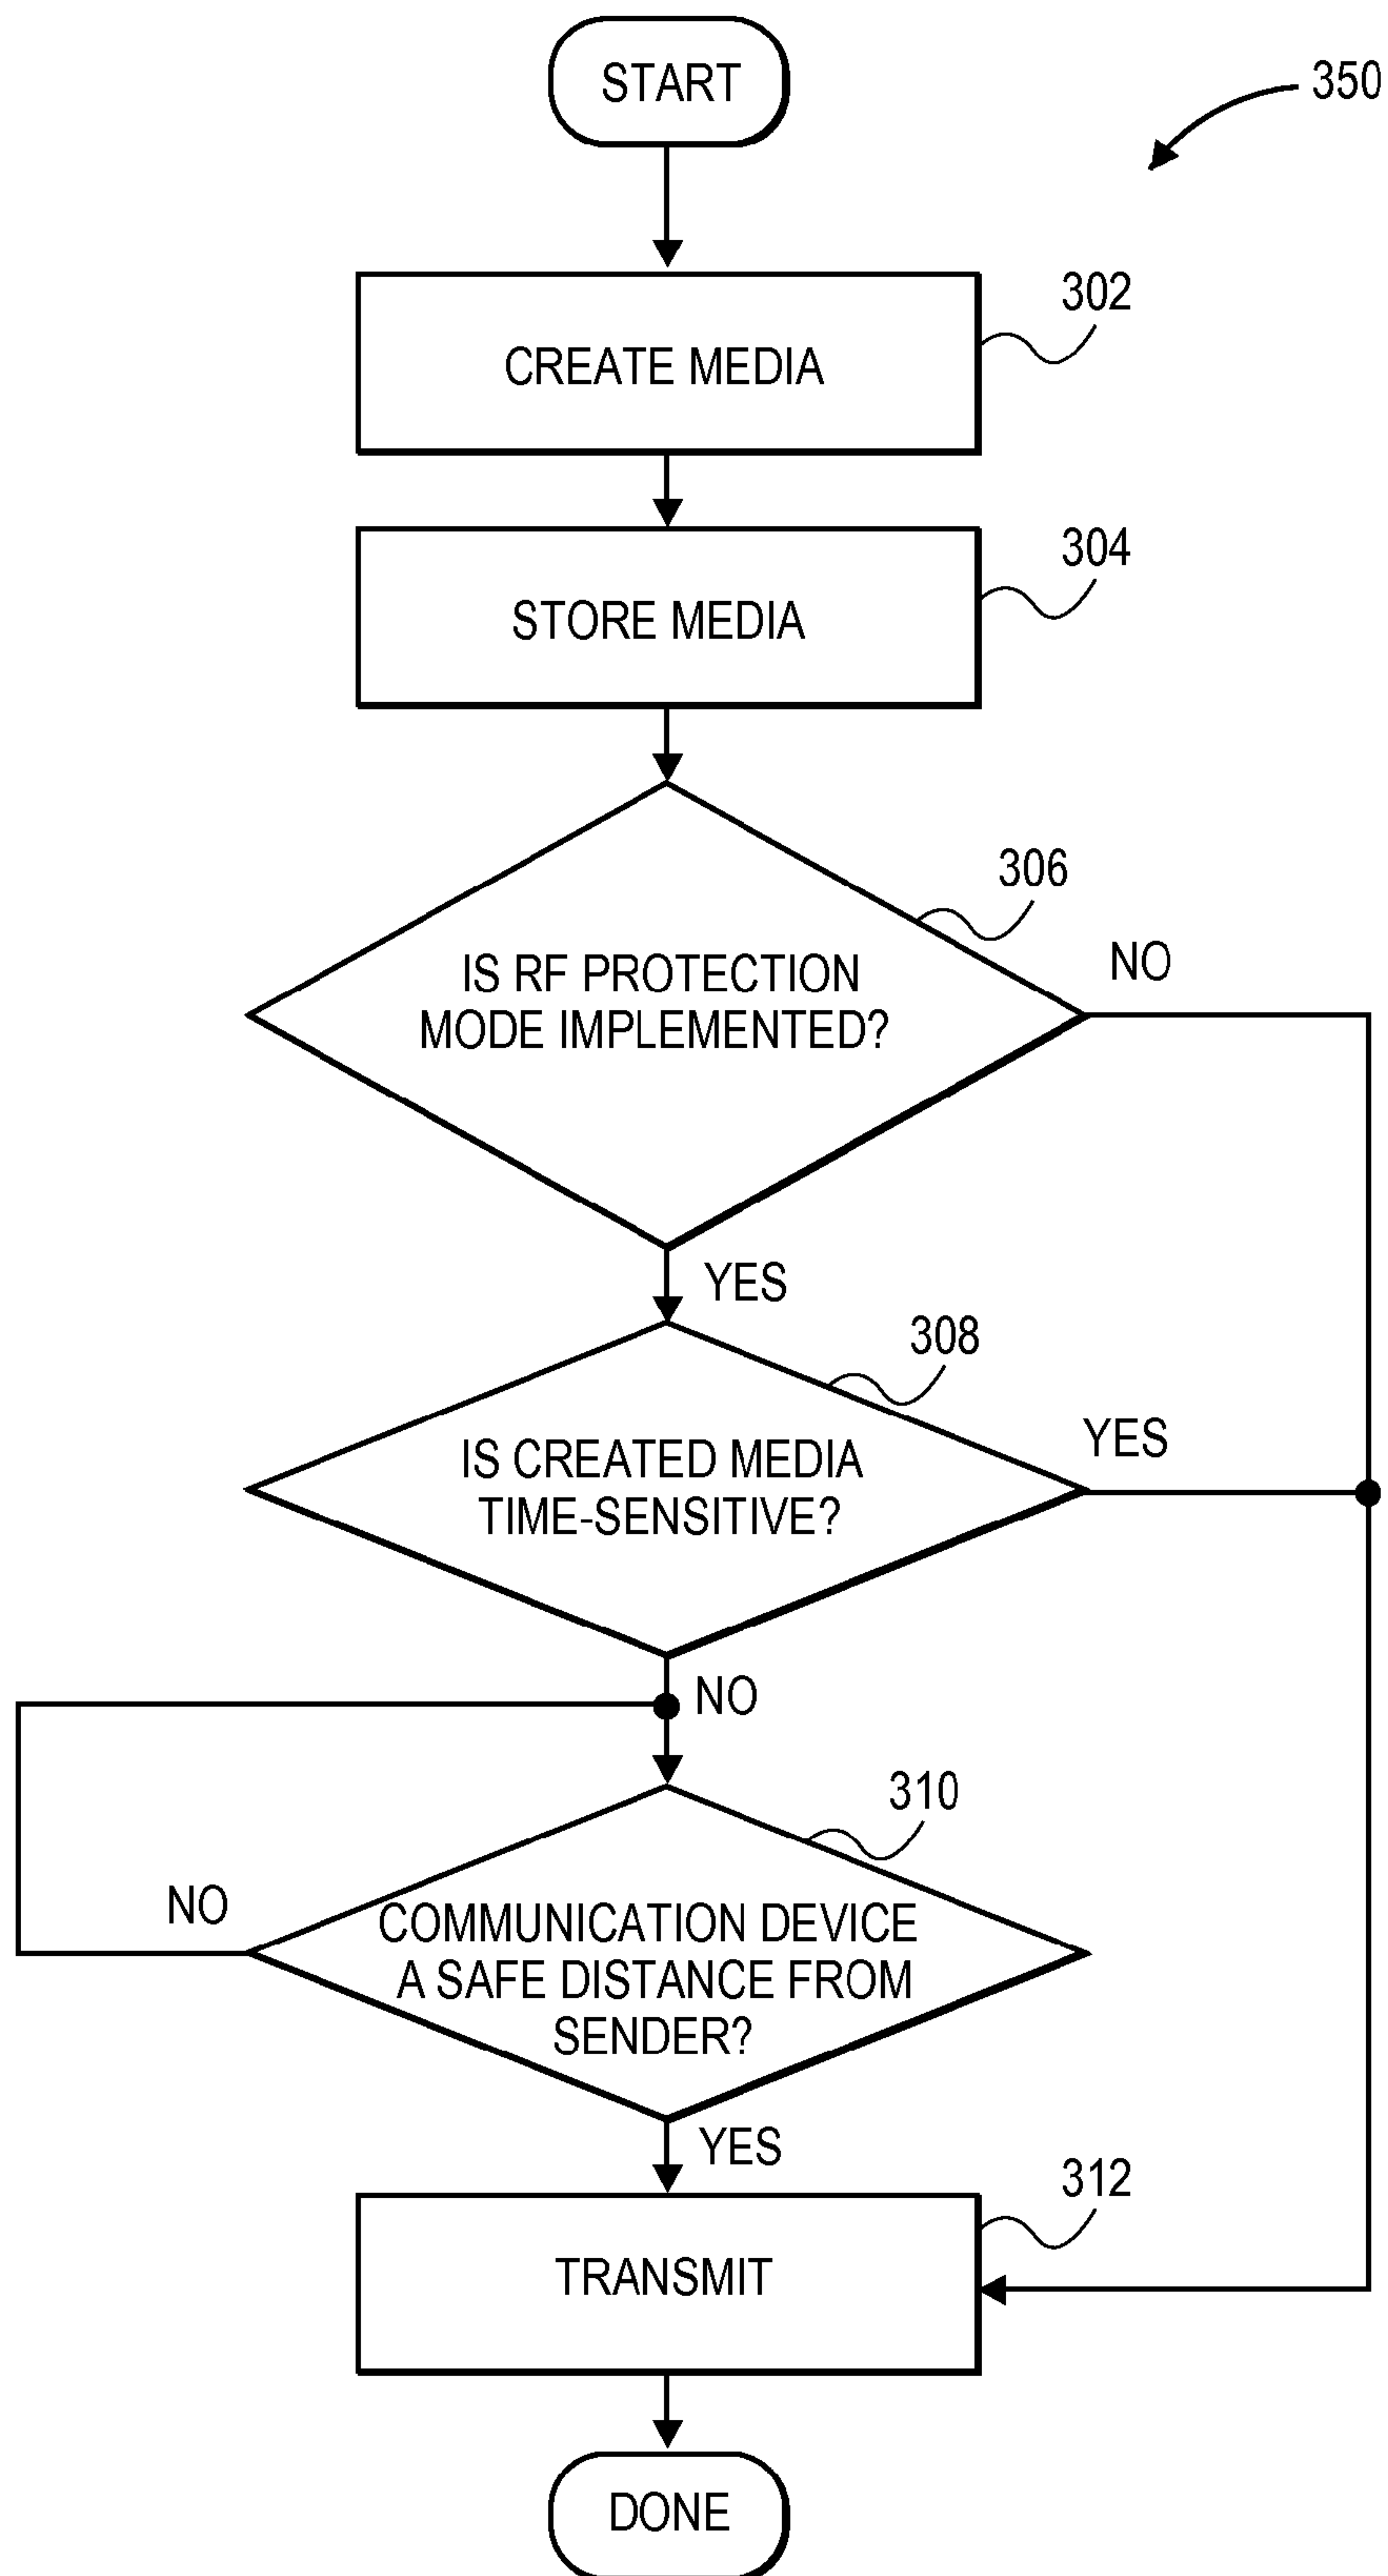 START
350
302
CREATE MEDIA
304
STORE MEDIA
306
NO
IS RF PROTECTION
MODE IMPLEMENTED?
YES
308
YES
IS CREATED MEDIA
TIME-SENSITIVE?
NO
310
NO
COMMUNICATION DEVICE
A SAFE DISTANCE FROM
SENDER?
YES
312
TRANSMIT
DONE